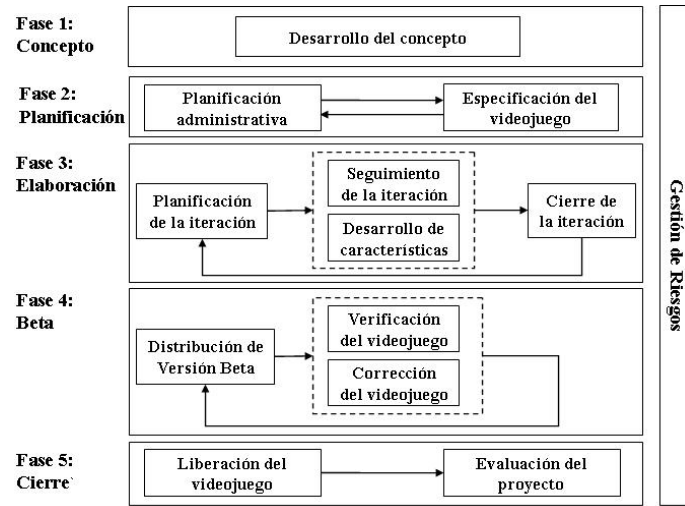 Fase 1:
Concepto
Desarrollo del concepto
Fase 2:
Planificación
Planificación
administrativa
Especificación del
videojuego
Fase 3:
Elaboración
Planificación
de la iteración
Seguimiento
de la iteración
Desarrollo de
características
Cierre de
la iteración
Fase 4:
Beta
Distribución de
Versión Beta
Verificación
del videojuego
Corrección
del videojuego
Fase 5:
Cierre
Liberación del
videojuego
Evaluación del
proyecto
Gestión de Riesgos